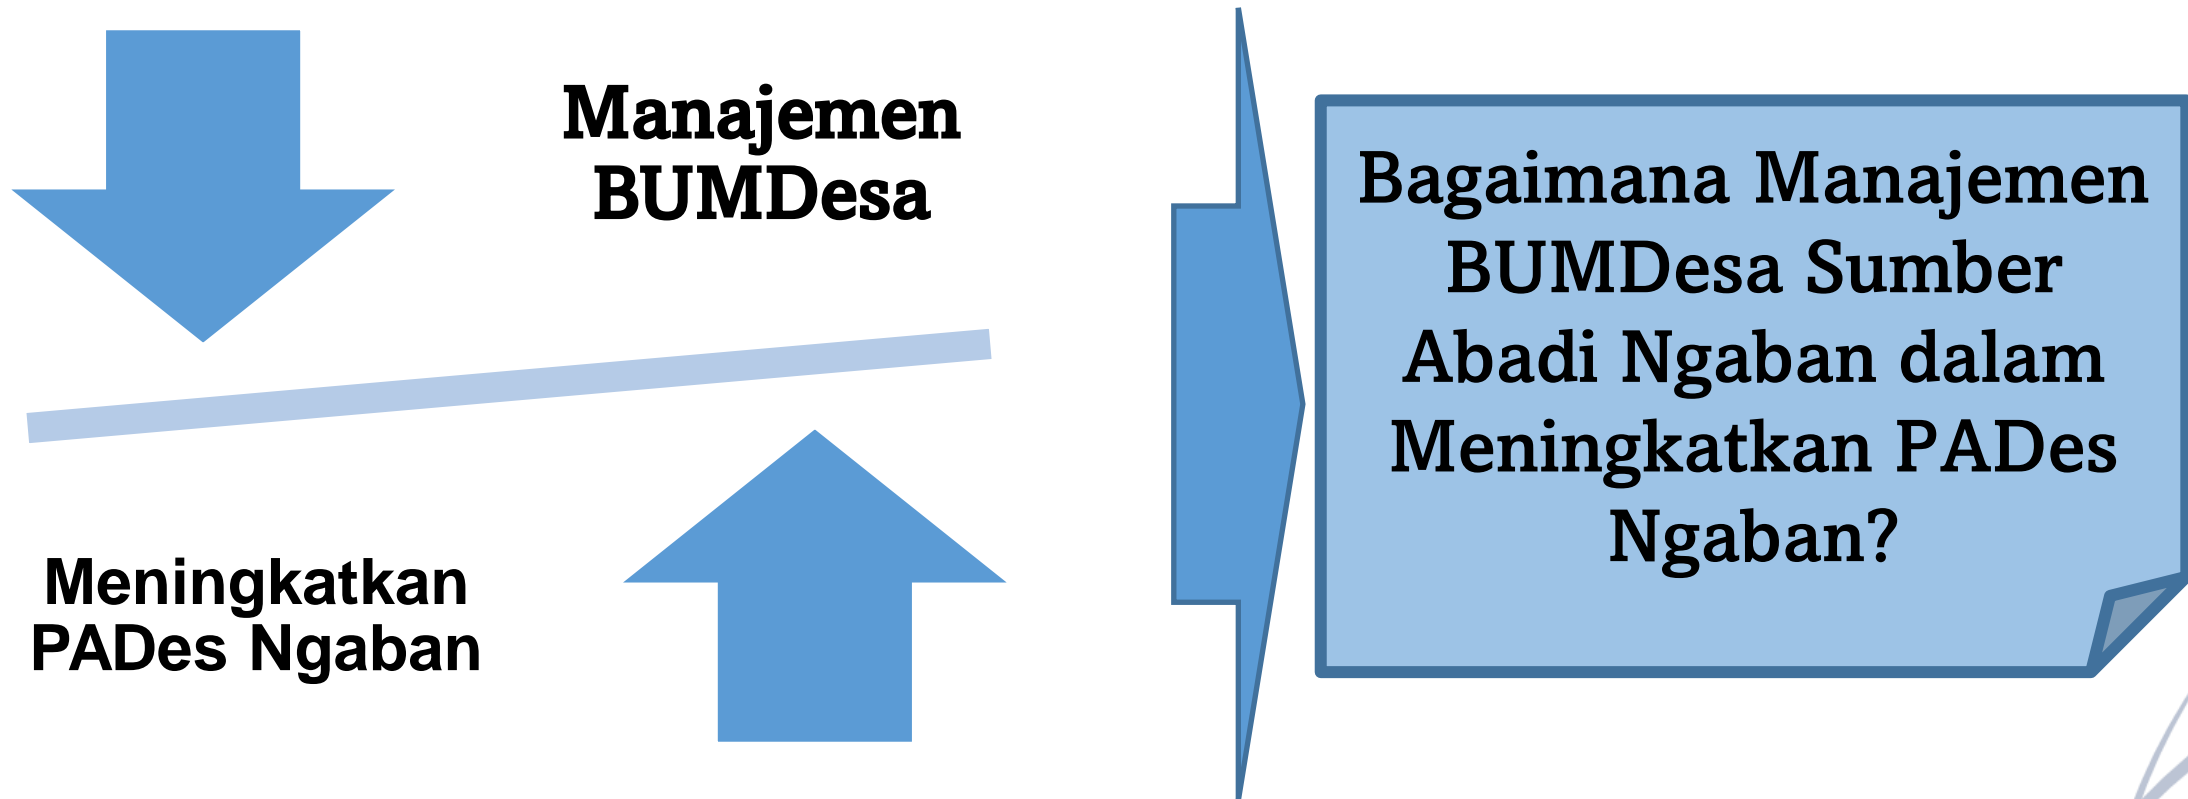 Manajemen
BUMDesa
Meningkatkan
PADes Ngaban
Bagaimana Manajemen
BUMDesa Sumber
Abadi Ngaban dalam
Meningkatkan PADes
Ngaban?